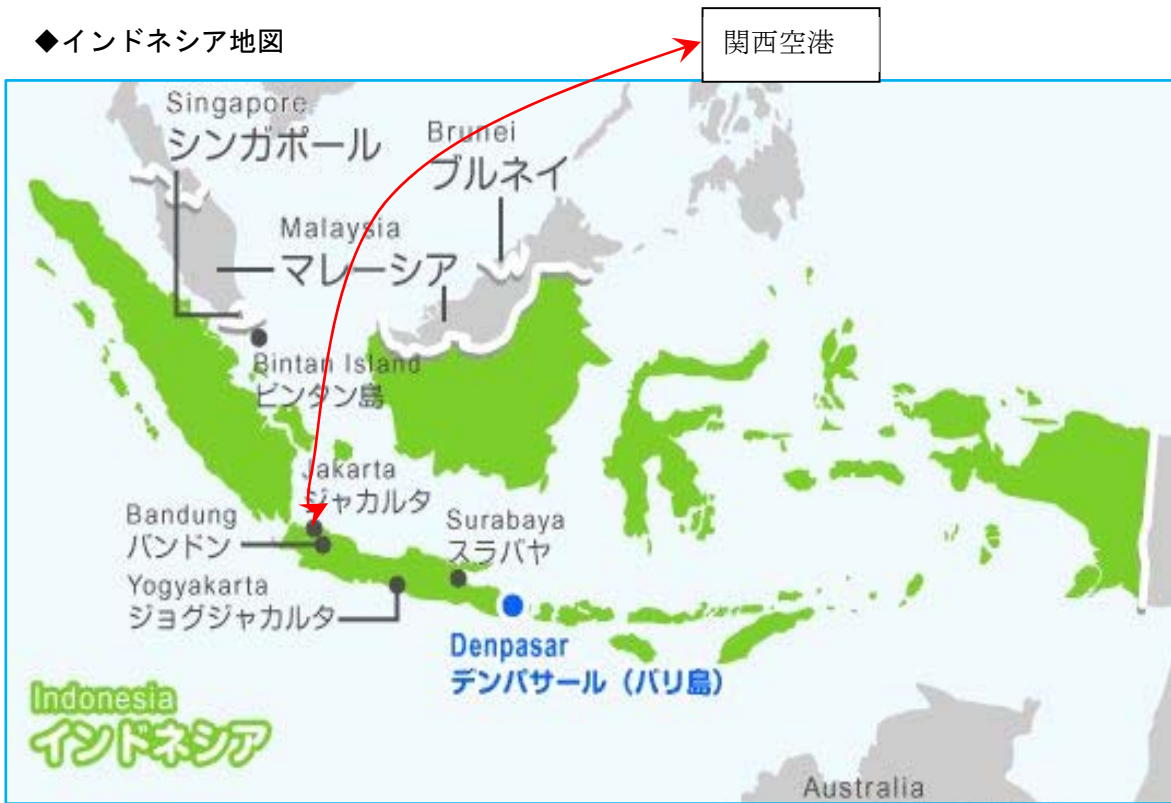 ◆インドネシア地図
関西空港
Singapore
シンガポール
Brunei
ブルネイ
Malaysia
マレーシア
Bintan Island
ビンタン島
Jakarta
ジャカルタ
Bandung
バンドン
Surabaya
スラバヤ
Yogyakarta
ジョグジャカルタ
Denpasar
デンパサール（バリ島）
Indonesia
インドネシア
Australia